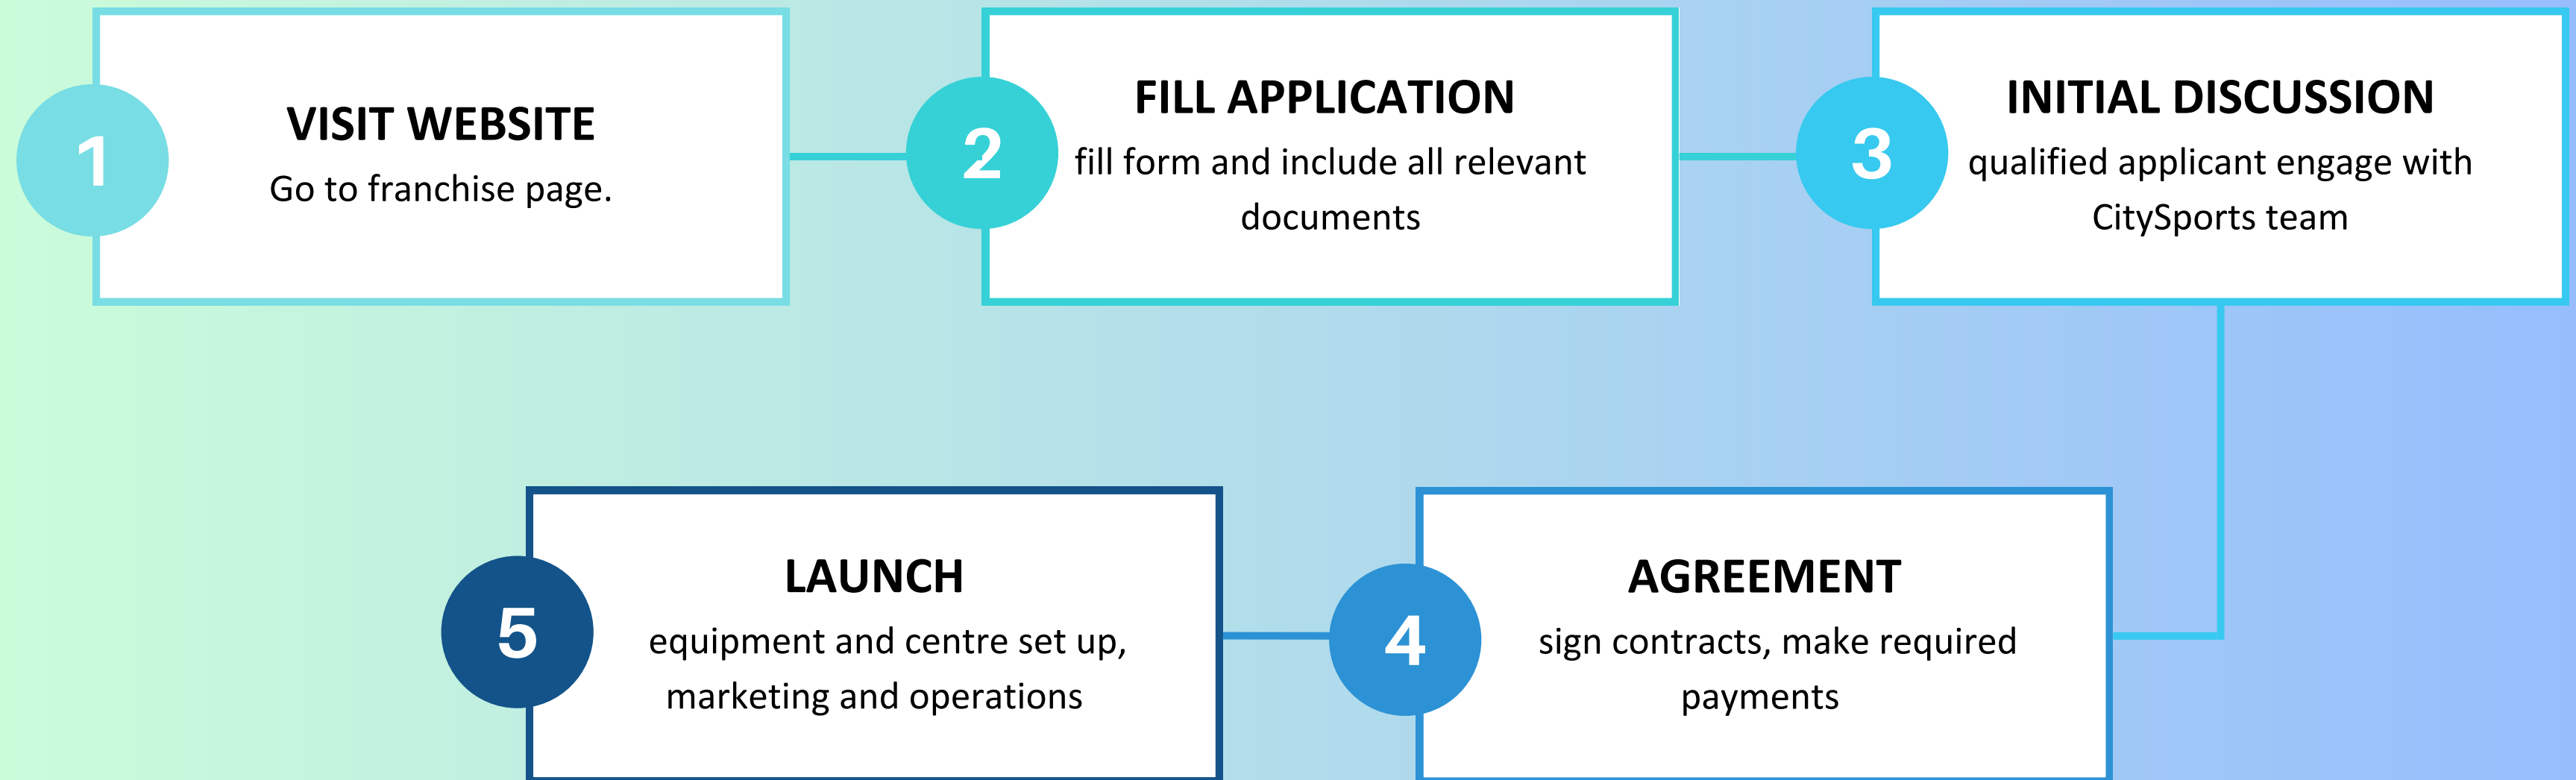 1
VISIT WEBSITE
Go to franchise page.
2
FILL APPLICATION
fill form and include all relevant
documents
3
INITIAL DISCUSSION
qualified applicant engage with
CitySports team
4
AGREEMENT
sign contracts, make required
payments
5
LAUNCH
equipment and centre set up,
marketing and operations